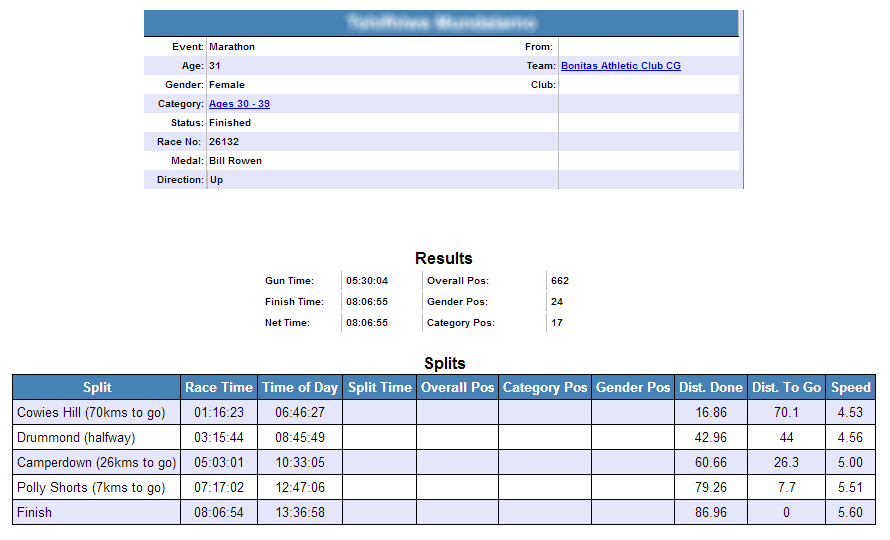 Event: Marathon From:
Age: 31 Team: Bonitas Athletic Club CG
Gender: Female Club:
Category: Ages 30 - 39
Status: Finished
Race No: 26132
Medal: Bill Rowen
Direction: Up
Results
Gun Time: 05:30:04 Overall Pos: 662
Finish Time: 08:06:55 Gender Pos: 24
Net Time: 08:06:55 Category Pos: 17
Splits
Split Race Time Time of Day Split Time Overall Pos Category Pos Gender Pos Dist. Done Dist. To Go Speed
Cowies Hill (70kms to go) 01:16:23 06:46:27 16.86 70.1 4.53
Drummond (halfway) 03:15:44 08:45:49 42.96 44 4.56
Camperdown (26kms to go) 05:03:01 10:33:05 60.66 26.3 5.00
Polly Shorts (7kms to go) 07:17:02 12:47:06 79.26 7.7 5.51
Finish 08:06:54 13:36:58 86.96 0 5.60